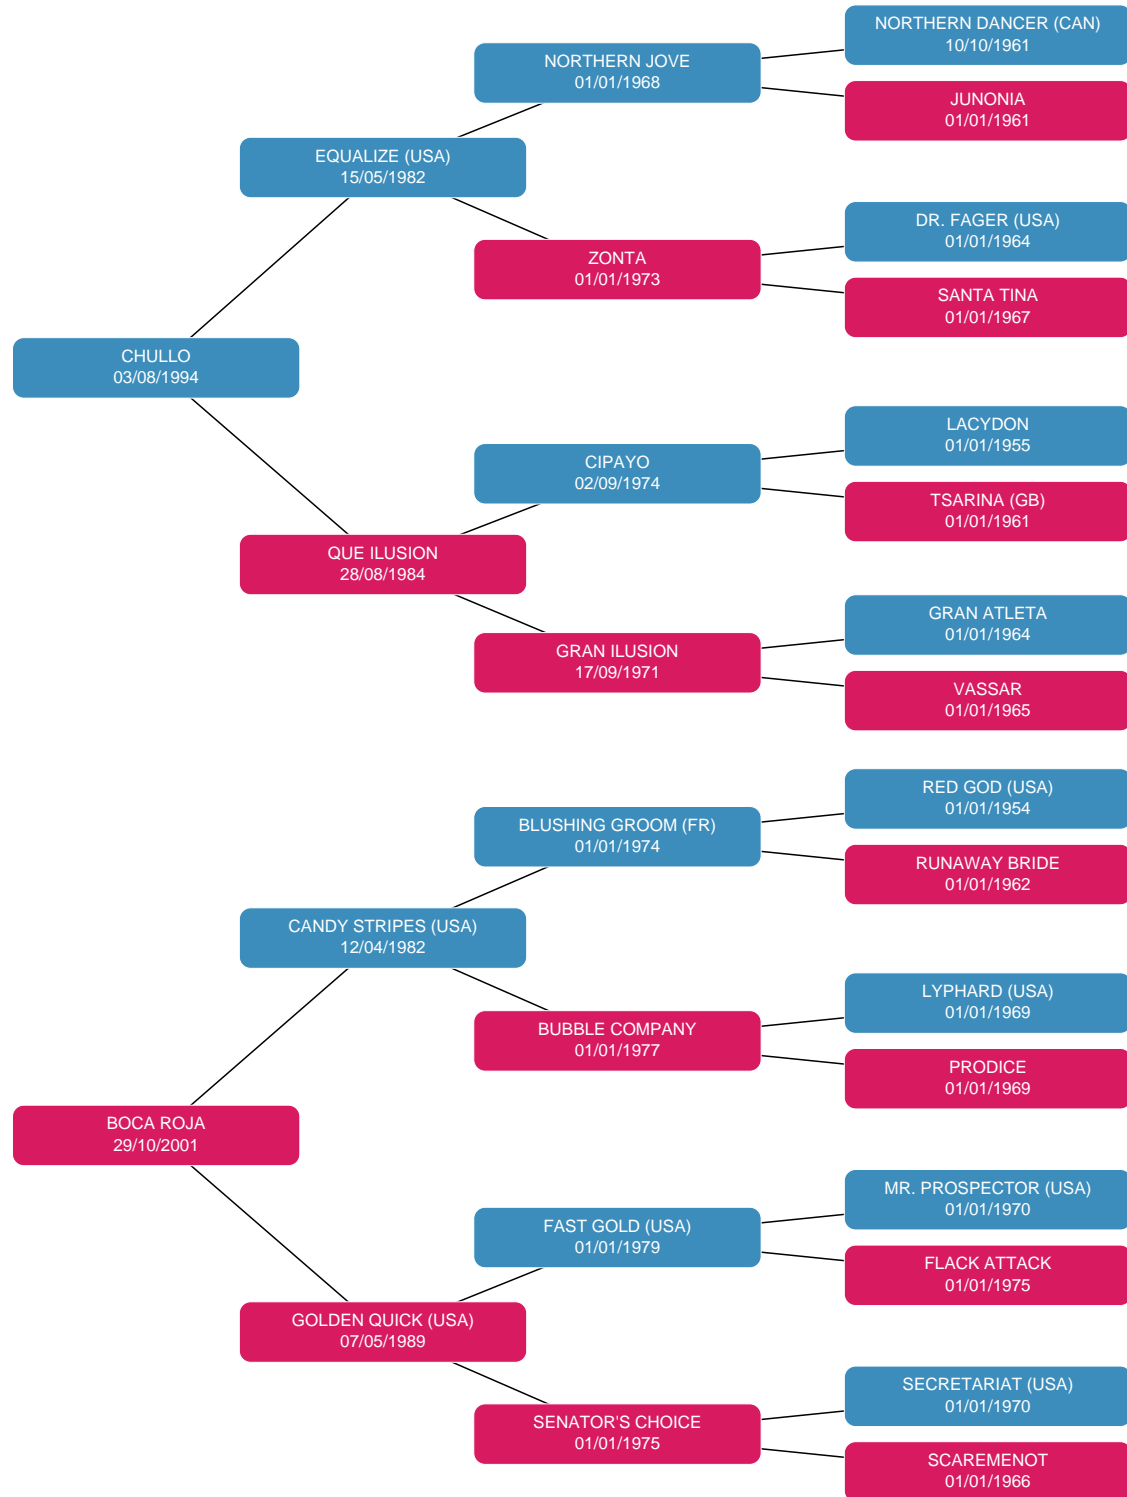 NORTHERN DANCER (CAN)
10/10/1961
NORTHERN JOVE
01/01/1968
JUNONIA
01/01/1961
EQUALIZE (USA)
15/05/1982
DR. FAGER (USA)
01/01/1964
ZONTA
01/01/1973
SANTA TINA
01/01/1967
CHULLO
03/08/1994
LACYDON
01/01/1955
CIPAYO
02/09/1974
TSARINA (GB)
01/01/1961
QUE ILUSION
28/08/1984
GRAN ATLETA
01/01/1964
GRAN ILUSION
17/09/1971
VASSAR
01/01/1965
RED GOD (USA)
01/01/1954
BLUSHING GROOM (FR)
01/01/1974
RUNAWAY BRIDE
01/01/1962
CANDY STRIPES (USA)
12/04/1982
LYPHARD (USA)
01/01/1969
BUBBLE COMPANY
01/01/1977
PRODICE
01/01/1969
BOCA ROJA
29/10/2001
MR. PROSPECTOR (USA)
01/01/1970
FAST GOLD (USA)
01/01/1979
FLACK ATTACK
01/01/1975
GOLDEN QUICK (USA)
07/05/1989
SECRETARIAT (USA)
01/01/1970
SENATOR'S CHOICE
01/01/1975
SCAREMENOT
01/01/1966